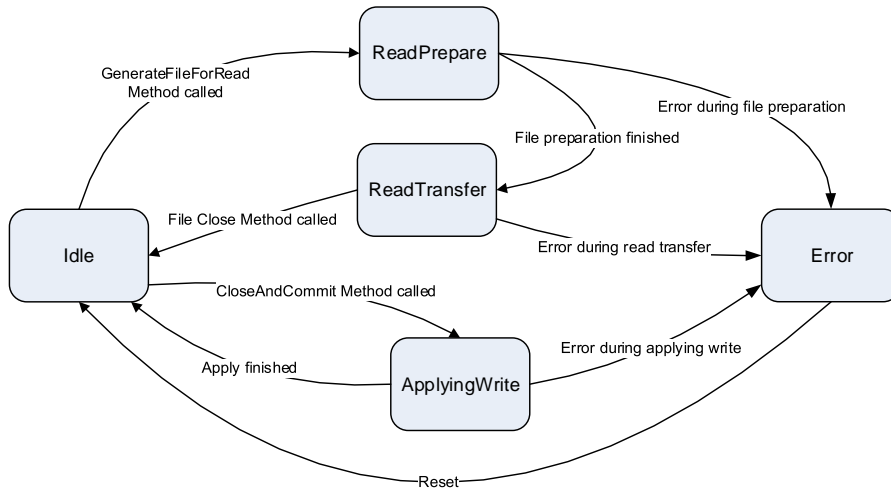 ReadPrepare
GenerateFileForRead
Method called
Error during file preparation
File preparation finished
ReadTransfer
File Close Method called
Error during read transfer
Idle
Error
CloseAndCommit Method called
Error during applying write
Apply finished
ApplyingWrite
Reset